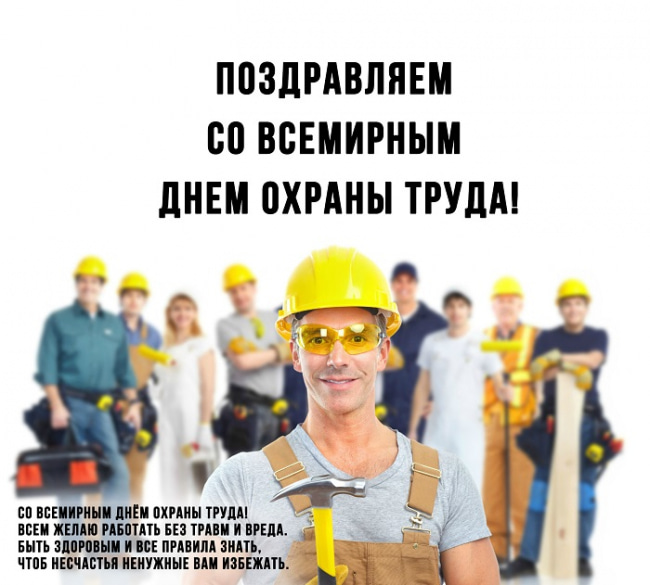 ПОЗДРАВЛЯЕМ
СО ВСЕМИРНЫМ
ДНЕМ ОХРАНЫ ТРУДА!
СО ВСЕМИРНЫМ ДНЁМ ОХРАНЫ ТРУДА!
ВСЕМ ЖЕЛАЮ РАБОТАТЬ БЕЗ ТРАВМ И ВРЕДА.
БЫТЬ ЗДОРОВЫМ И ВСЕ ПРАВИЛА ЗНАТЬ,
ЧТОБ НЕСЧАСТЬЯ НЕНУЖНЫЕ ВАМ ИЗБЕЖАТЬ.